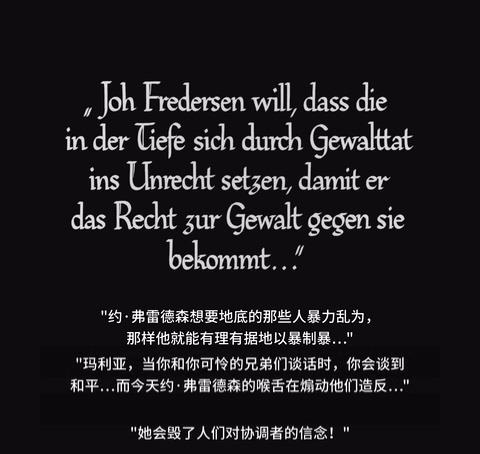 „Joh Fredersen will, dass die
in der Tiefe sich durch Gewalttat
ins Unrecht setzen, damit er
das Recht zur Gewalt gegen sie
bekommt..."
"约·弗雷德森想要地底的那些人暴力乱为，
那样他就能有理有据地以暴制暴..."
"玛利亚，当你和你可怜的兄弟们谈话时，你会谈到
和平...而今天约·弗雷德森的喉舌在煽动他们造反..."
"她会毁了人们对协调者的信念！"